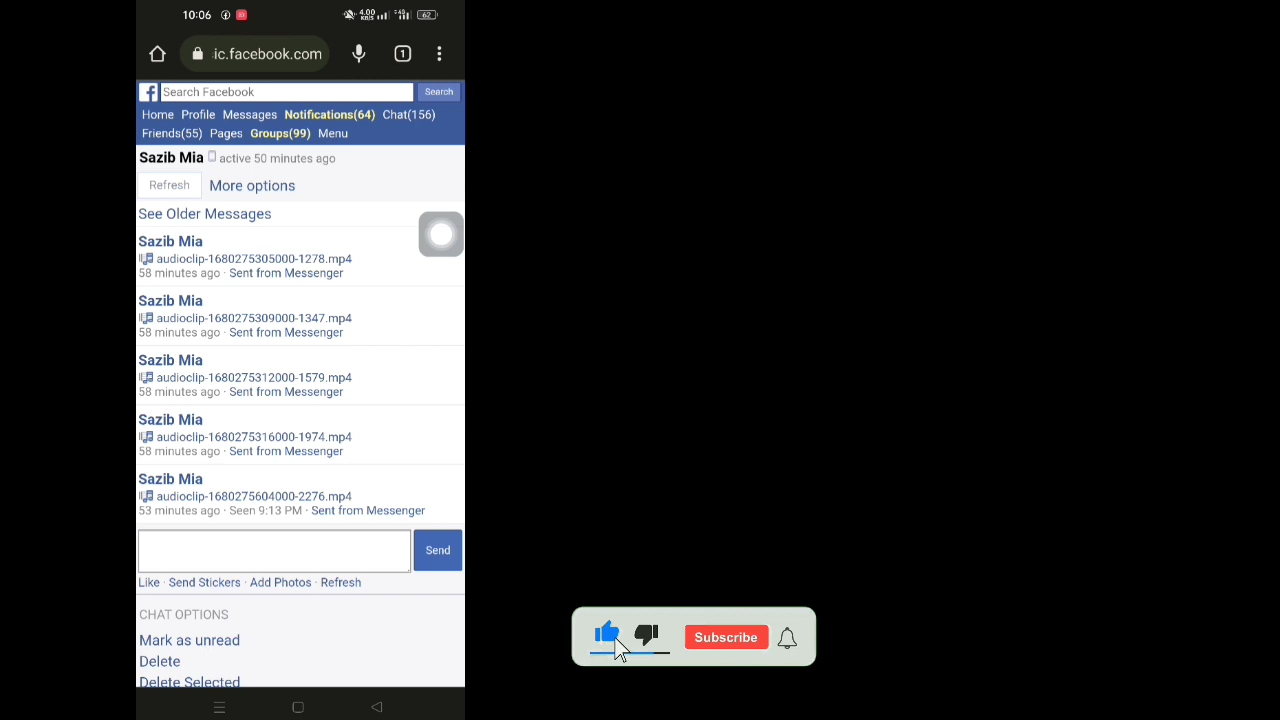 10:06 4.00 KB/S 4G 62
ic.facebook.com 1
f Search Facebook Search
Home Profile Messages Notifications(64) Chat(156)
Friends(55) Pages Groups(99) Menu
Sazib Mia active 50 minutes ago
Refresh More options
See Older Messages
Sazib Mia
audioclip-1680275305000-1278.mp4
58 minutes ago · Sent from Messenger
Sazib Mia
audioclip-1680275309000-1347.mp4
58 minutes ago · Sent from Messenger
Sazib Mia
audioclip-1680275312000-1579.mp4
58 minutes ago · Sent from Messenger
Sazib Mia
audioclip-1680275316000-1974.mp4
58 minutes ago · Sent from Messenger
Sazib Mia
audioclip-1680275604000-2276.mp4
53 minutes ago · Seen 9:13 PM · Sent from Messenger
Send
Like · Send Stickers · Add Photos · Refresh
CHAT OPTIONS
Mark as unread
Delete
Delete Selected
Subscribe